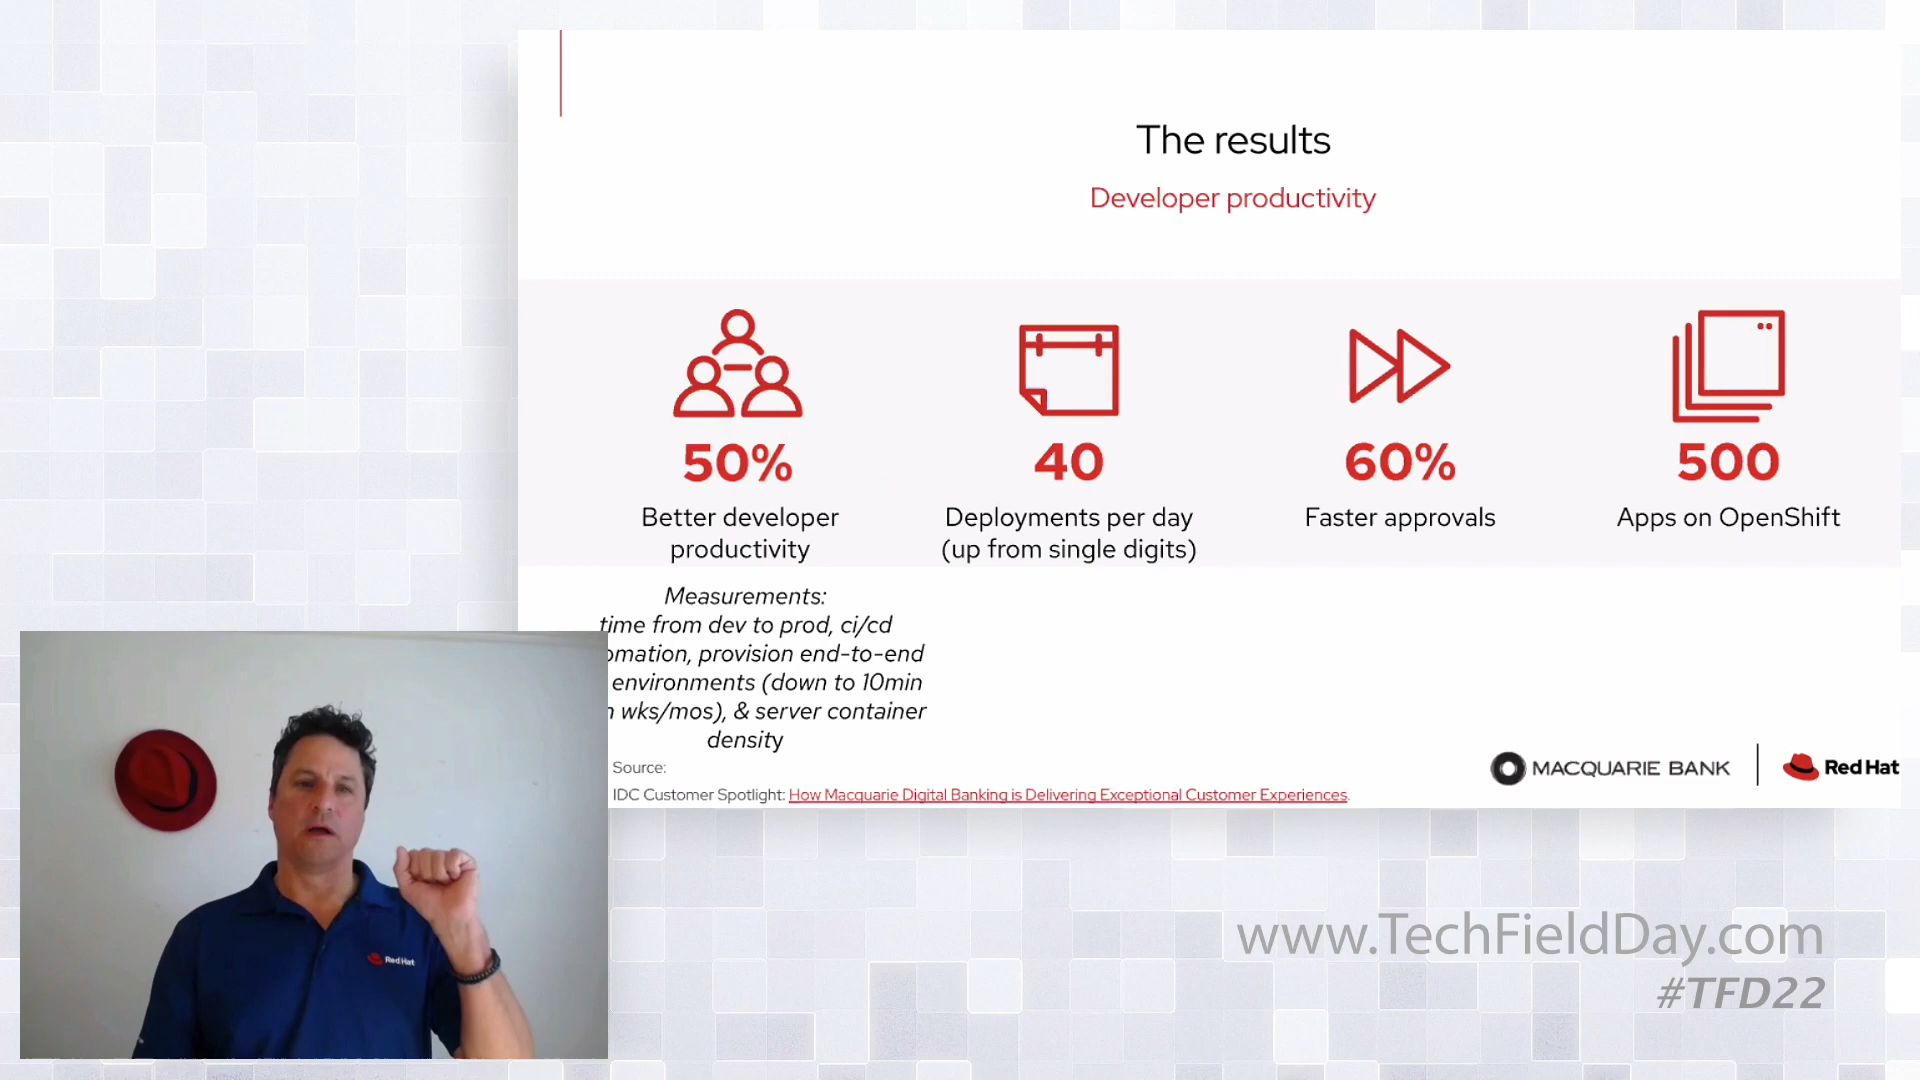 The results
Developer productivity
50%
Better developer
productivity
40
Deployments per day
(up from single digits)
60%
Faster approvals
500
Apps on OpenShift
Measurements:
time from dev to prod, ci/cd
provision end-to-end
environments (down to 10min
wks/mos), & server container
density
Source:
IDC Customer Spotlight: How Macquarie Digital Banking is Delivering Exceptional Customer Experiences.
MACQUARIE BANK
Red Hat
Red Hat
www.TechFieldDay.com
#TFD22